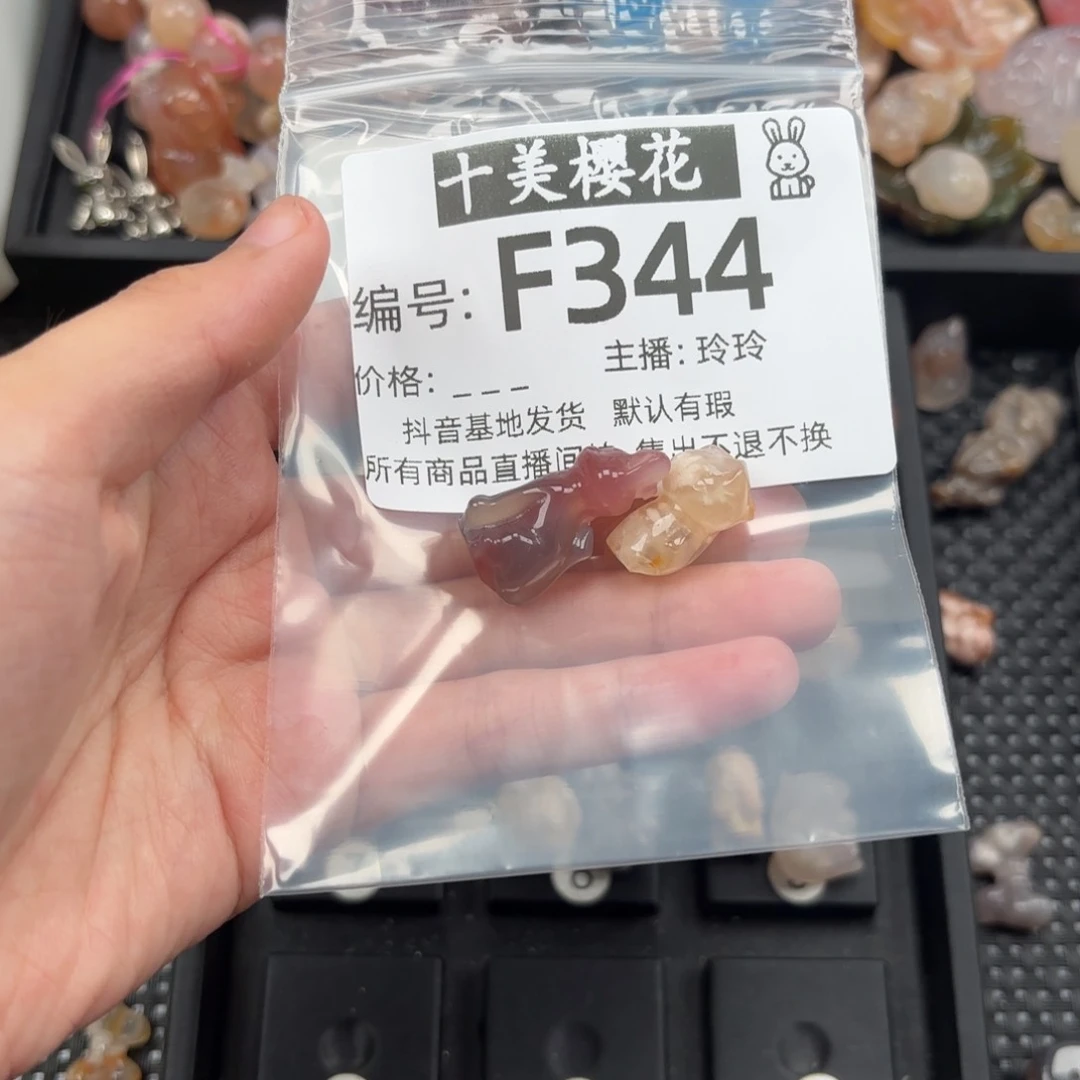 十美樱花
编号: F344
价格: _ _ _ 主播: 玲玲
抖音基地发货 默认有瑕
所有商品直播间 售出不退不换